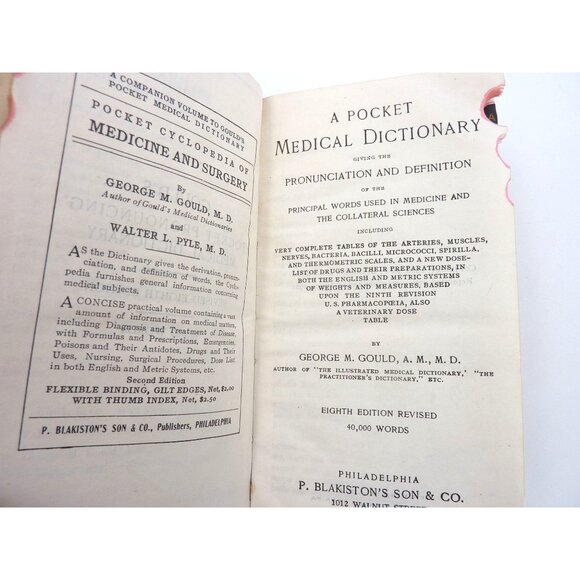 A COMPANION VOLUME TO GOULD'S
POCKET MEDICAL DICTIONARY
POCKET CYCLOPEDIA OF
MEDICINE AND SURGERY
By
GEORGE M. GOULD, M. D.
Author of Gould's Medical Dictionaries
and
WALTER L. PYLE, M. D.
AS the Dictionary gives the derivation, pronunci-
ation, and definition of words, the Cyclo-
pedia furnishes general information concerning
medical subjects.
A CONCISE practical volume containing a vast
amount of information on medical matters,
including Diagnosis and Treatment of Disease,
with Formulas and Prescriptions, Emergencies,
Poisons and Their Antidotes, Drugs and Their
Uses, Nursing, Surgical Procedures, Dose List
in both English and Metric Systems, etc.
Second Edition
FLEXIBLE BINDING, GILT EDGES, Net, $2.00
WITH THUMB INDEX, Net, $2.50
P. BLAKISTON'S SON & CO., Publishers, PHILADELPHIA
A POCKET
MEDICAL DICTIONARY
GIVING THE
PRONUNCIATION AND DEFINITION
OF THE
PRINCIPAL WORDS USED IN MEDICINE AND
THE COLLATERAL SCIENCES
INCLUDING
VERY COMPLETE TABLES OF THE ARTERIES, MUSCLES,
NERVES, BACTERIA, BACILLI, MICROCOCCI, SPIRILLA,
AND THERMOMETRIC SCALES, AND A NEW DOSE-
LIST OF DRUGS AND THEIR PREPARATIONS, IN
BOTH THE ENGLISH AND METRIC SYSTEMS
OF WEIGHTS AND MEASURES, BASED
UPON THE NINTH REVISION
U. S. PHARMACOPŒIA, ALSO
A VETERINARY DOSE
TABLE
BY
GEORGE M. GOULD, A. M., M. D.
AUTHOR OF "THE ILLUSTRATED MEDICAL DICTIONARY,' "THE
PRACTITIONER'S DICTIONARY," ETC.
EIGHTH EDITION REVISED
40,000 WORDS
PHILADELPHIA
P. BLAKISTON'S SON & CO.
1012 WALNUT STREET